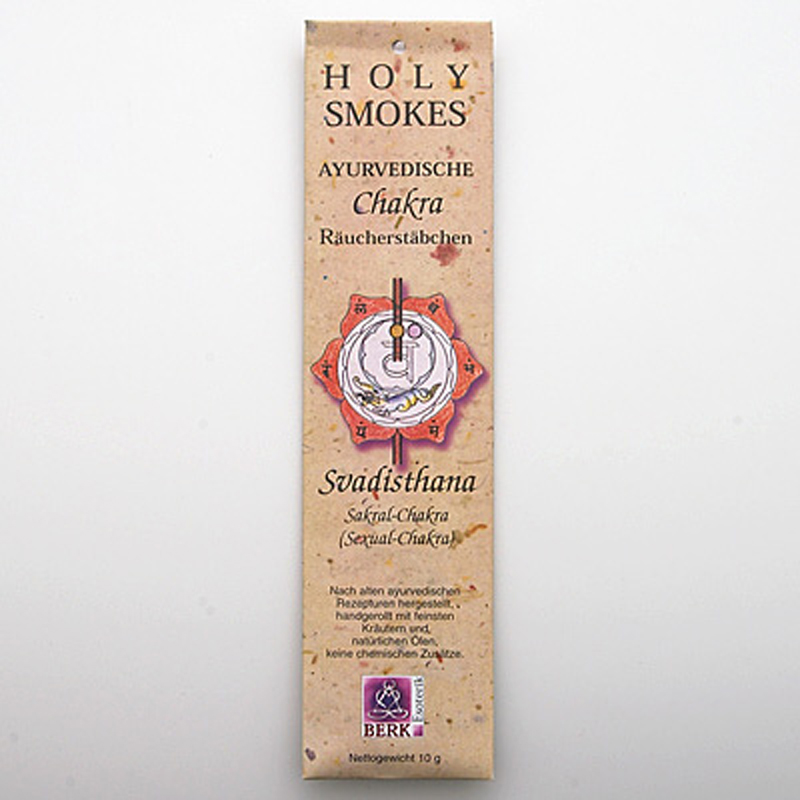 HOLY
SMOKES
AYURVEDISCHE
Chakra
Räucherstäbchen
Svadisthana
Sakral-Chakra
(Sexual-Chakra)
Nach alten ayurvedischen
Rezepturen hergestellt,
handgerollt mit feinsten
Kräutern und,
natürlichen Ölen,
keine chemischen Zusätze.
BERK
Esoterik
Nettogewicht 10 g